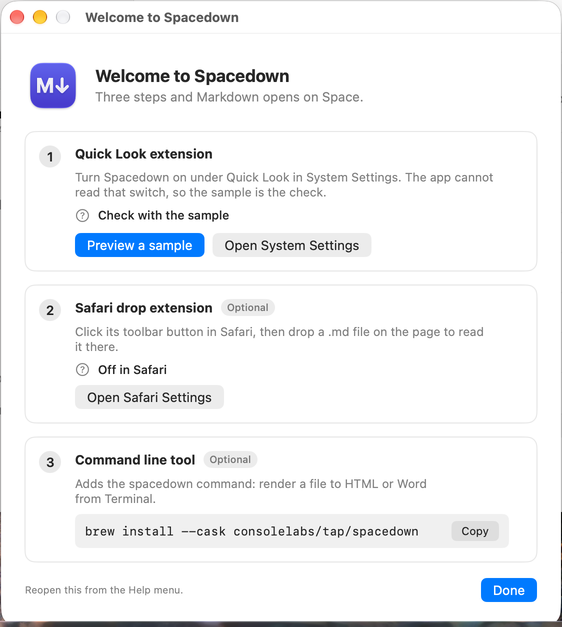 Welcome to Spacedown
M↓
Welcome to Spacedown
Three steps and Markdown opens on Space.
1
Quick Look extension
Turn Spacedown on under Quick Look in System Settings. The app cannot
read that switch, so the sample is the check.
? Check with the sample
Preview a sample
Open System Settings
2
Safari drop extension
Optional
Click its toolbar button in Safari, then drop a .md file on the page to read
it there.
? Off in Safari
Open Safari Settings
3
Command line tool
Optional
Adds the spacedown command: render a file to HTML or Word
from Terminal.
brew install --cask consolelabs/tap/spacedown
Copy
Reopen this from the Help menu.
Done